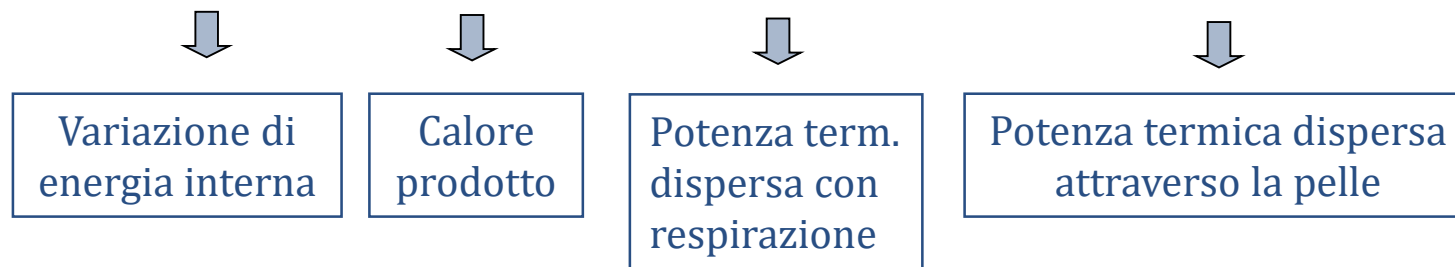 Variazione di
energia interna
Calore
prodotto
Potenza term.
dispersa con
respirazione
Potenza termica dispersa
attraverso la pelle